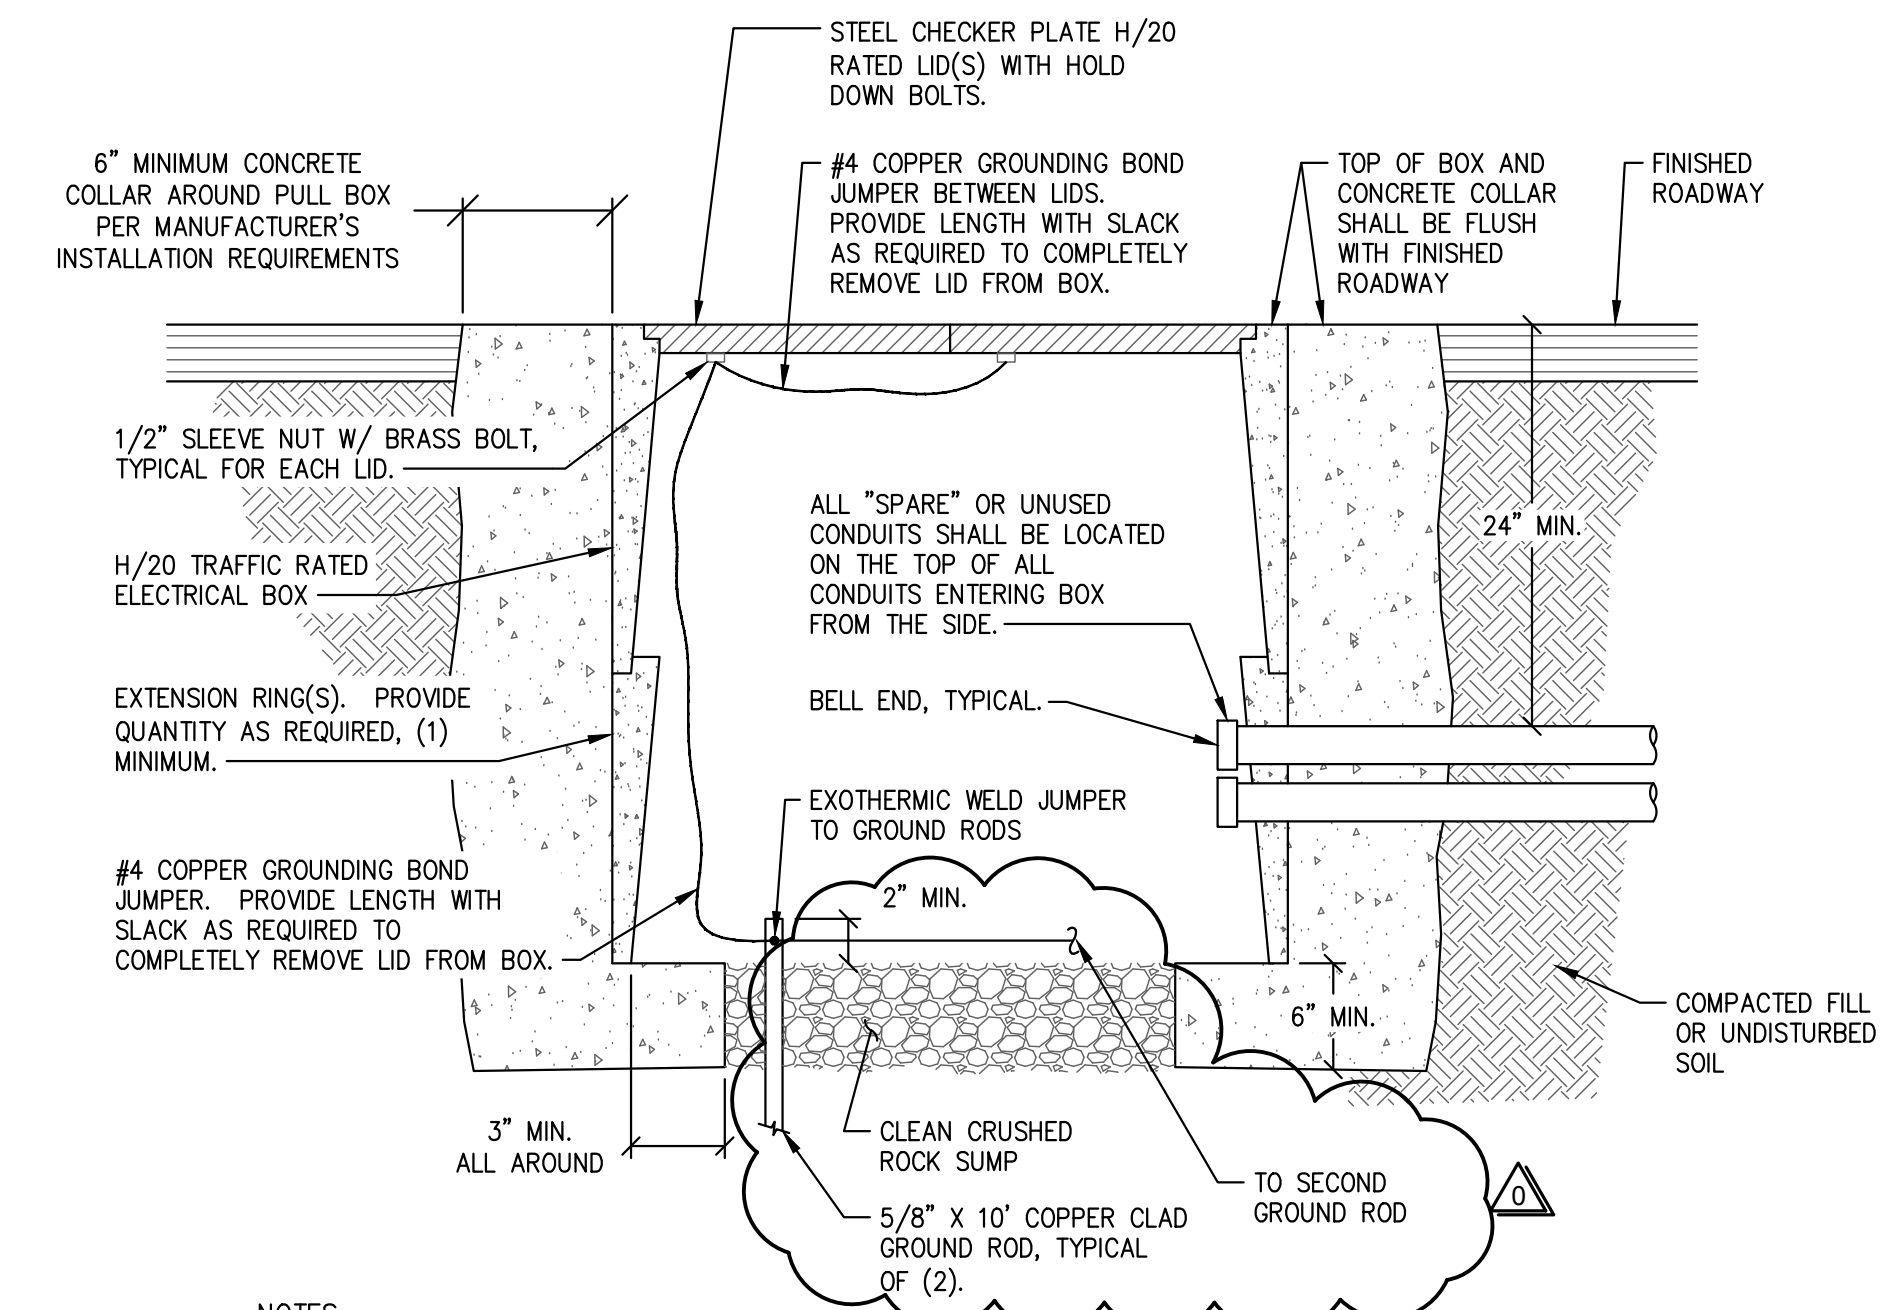 STEEL CHECKER PLATE H/20
RATED LID(S) WITH HOLD
DOWN BOLTS.
6" MINIMUM CONCRETE
COLLAR AROUND PULL BOX
PER MANUFACTURER'S
INSTALLATION REQUIREMENTS
#4 COPPER GROUNDING BOND
JUMPER BETWEEN LIDS.
PROVIDE LENGTH WITH SLACK
AS REQUIRED TO COMPLETELY
REMOVE LID FROM BOX.
TOP OF BOX AND
CONCRETE COLLAR
SHALL BE FLUSH
WITH FINISHED
ROADWAY
FINISHED
ROADWAY
1/2" SLEEVE NUT W/ BRASS BOLT,
TYPICAL FOR EACH LID.
ALL "SPARE" OR UNUSED
CONDUITS SHALL BE LOCATED
ON THE TOP OF ALL
CONDUITS ENTERING BOX
FROM THE SIDE.
24" MIN.
H/20 TRAFFIC RATED
ELECTRICAL BOX
EXTENSION RING(S). PROVIDE
QUANTITY AS REQUIRED, (1)
MINIMUM.
BELL END, TYPICAL.
EXOTHERMIC WELD JUMPER
TO GROUND RODS
#4 COPPER GROUNDING BOND
JUMPER. PROVIDE LENGTH WITH
SLACK AS REQUIRED TO
COMPLETELY REMOVE LID FROM BOX.
2" MIN.
6" MIN.
COMPACTED FILL
OR UNDISTURBED
SOIL
3" MIN.
ALL AROUND
CLEAN CRUSHED
ROCK SUMP
TO SECOND
GROUND ROD
0
5/8" X 10' COPPER CLAD
GROUND ROD, TYPICAL
OF (2).
NOTES